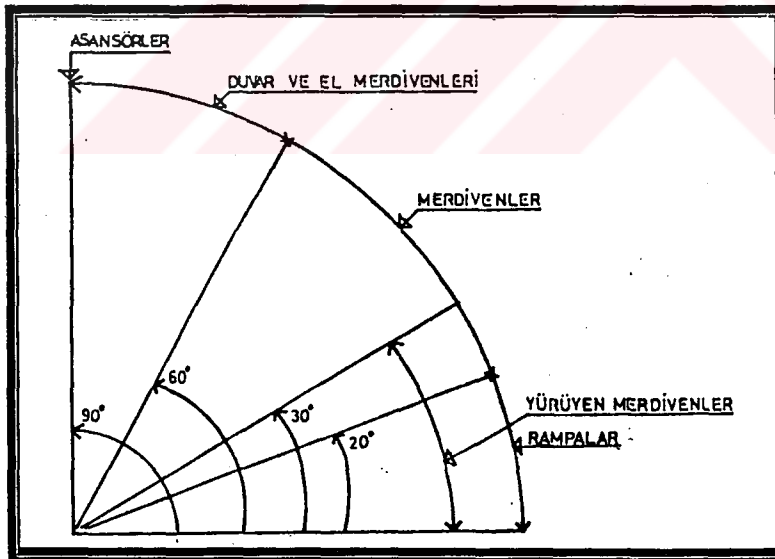 ASANSÖRLER
DUVAR VE EL MERDİVENLERİ
MERDİVENLER
60°
90°
30°
20°
YÜRÜYEN MERDİVENLER
RAMPALAR